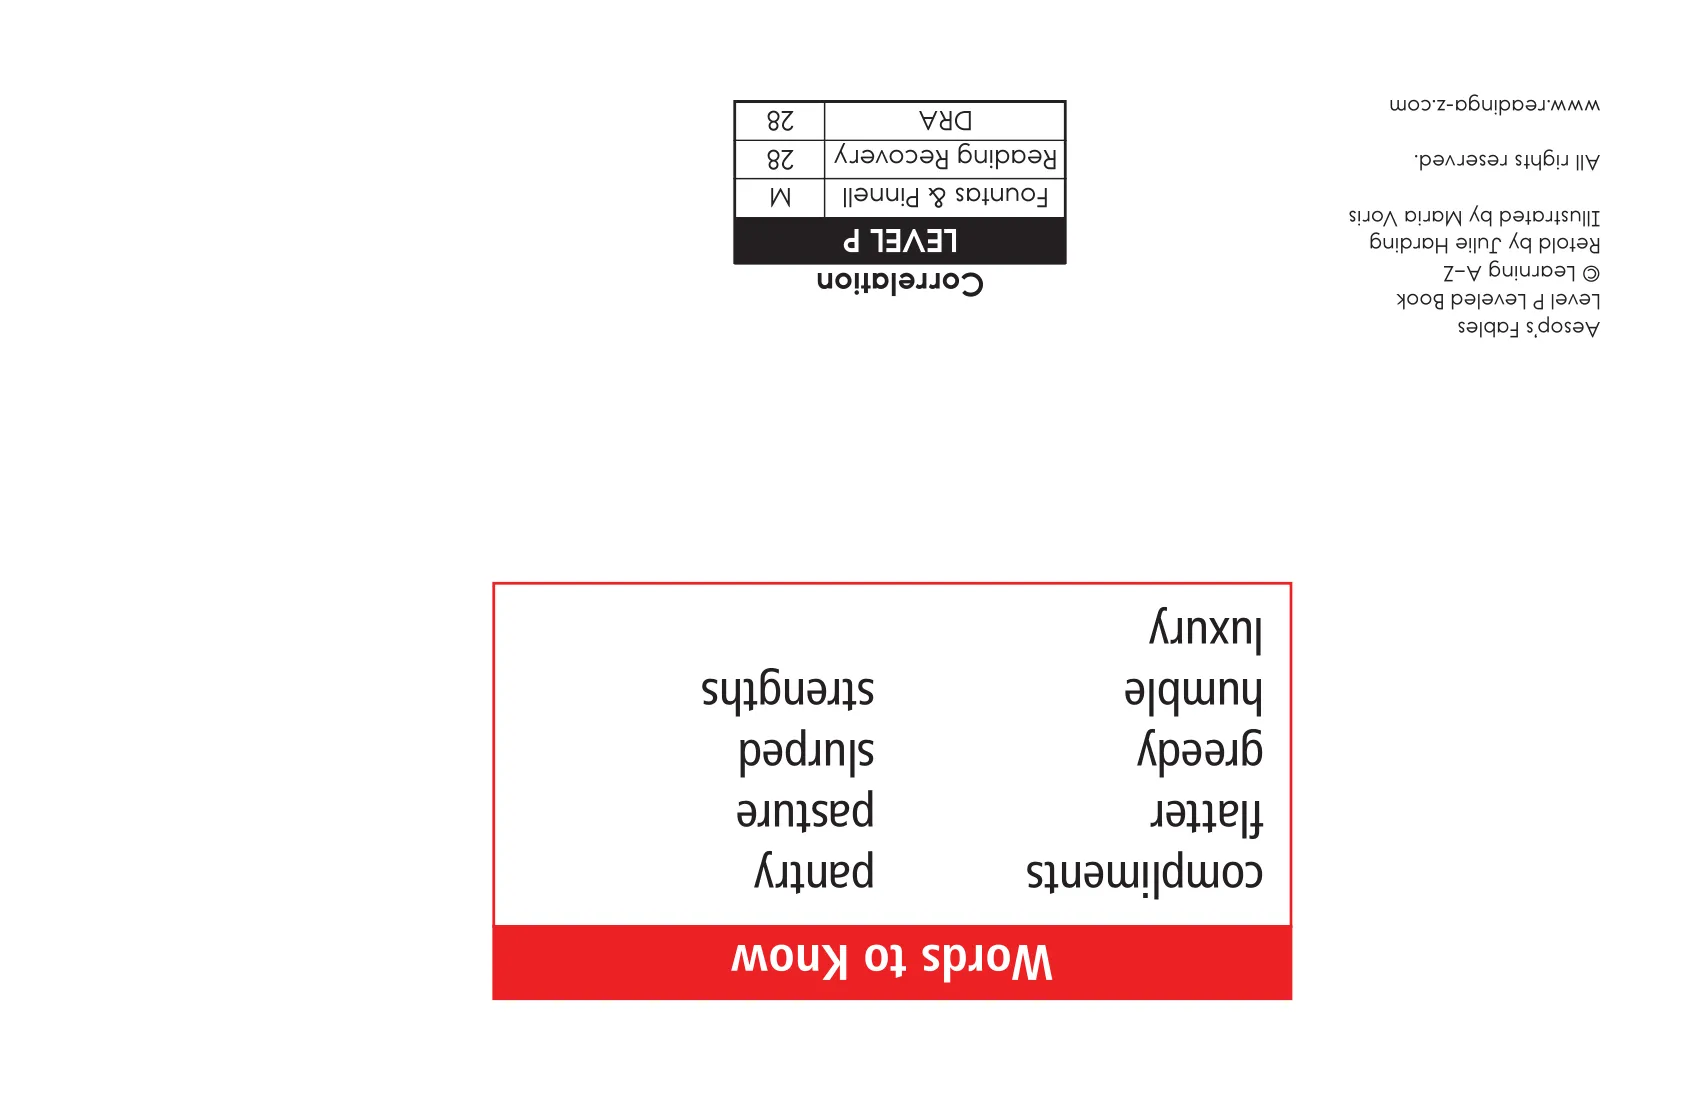 Words to Know
compliments pantry
flatter pasture
greedy slurped
humble strengths
luxury
Aesop's Fables
Level P Leveled Book
© Learning A–Z
Retold by Julie Harding
Illustrated by Maria Voris
All rights reserved.
www.readinga-z.com
Correlation
LEVEL P
Fountas & Pinnell M
Reading Recovery 28
DRA 28